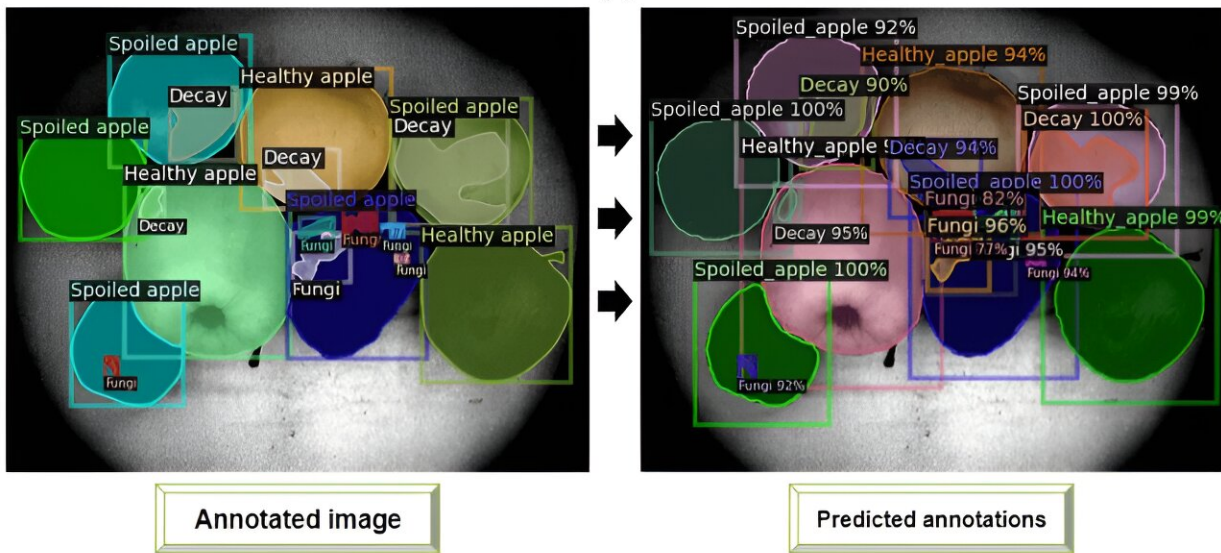 Spoiled apple
Healthy apple
Decay
Spoiled apple
Decay
Spoiled apple
Decay
Healthy apple
Spoiled apple
Decay
Fungi
Fungi
Fungi
Healthy apple
Fungi
Fungi
Spoiled apple
Fungi
Annotated image
Spoiled_apple 92%
Healthy_apple 94%
Decay 90%
Spoiled_apple 99%
Spoiled_apple 100%
Decay 100%
Healthy_apple
Decay 94%
Spoiled_apple 100%
Fungi 82%
Healthy_apple 99%
Fungi 96%
Decay 95%
Fungi 77%
95%
Spoiled_apple 100%
Fungi 94%
Fungi 92%
Predicted annotations